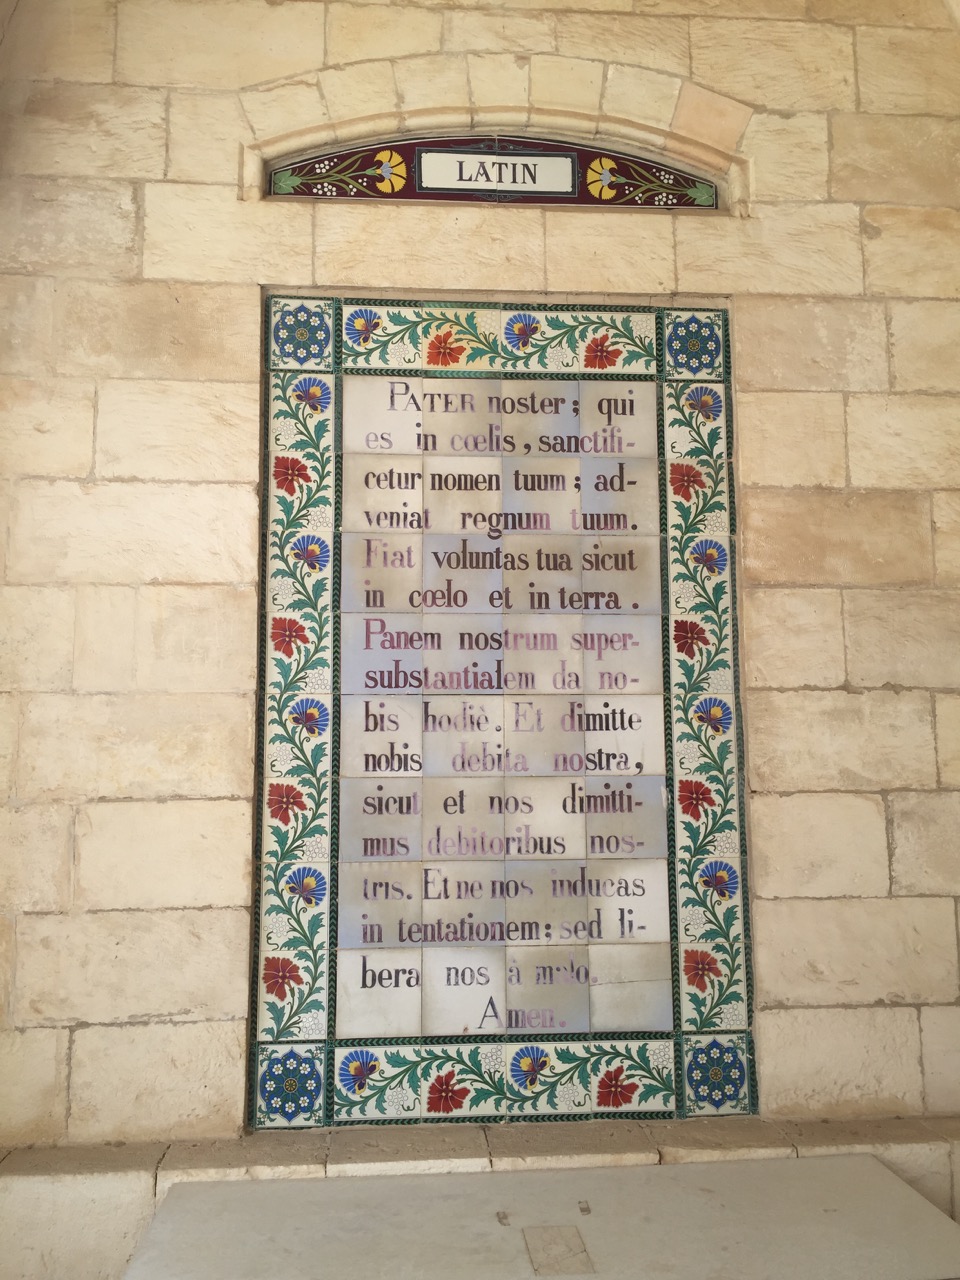 LATIN
PATER noster; qui
es in cœlis, sanctifi-
cetur nomen tuum; ad-
veniat regnum tuum.
Fiat voluntas tua sicut
in cœlo et in terra.
Panem nostrum super-
substantialem da no-
bis hodiè. Et dimitte
nobis debita nostra,
sicut et nos dimitti-
mus debitoribus nos-
tris. Et ne nos inducas
in tentationem; sed li-
bera nos à malo.
Amen.